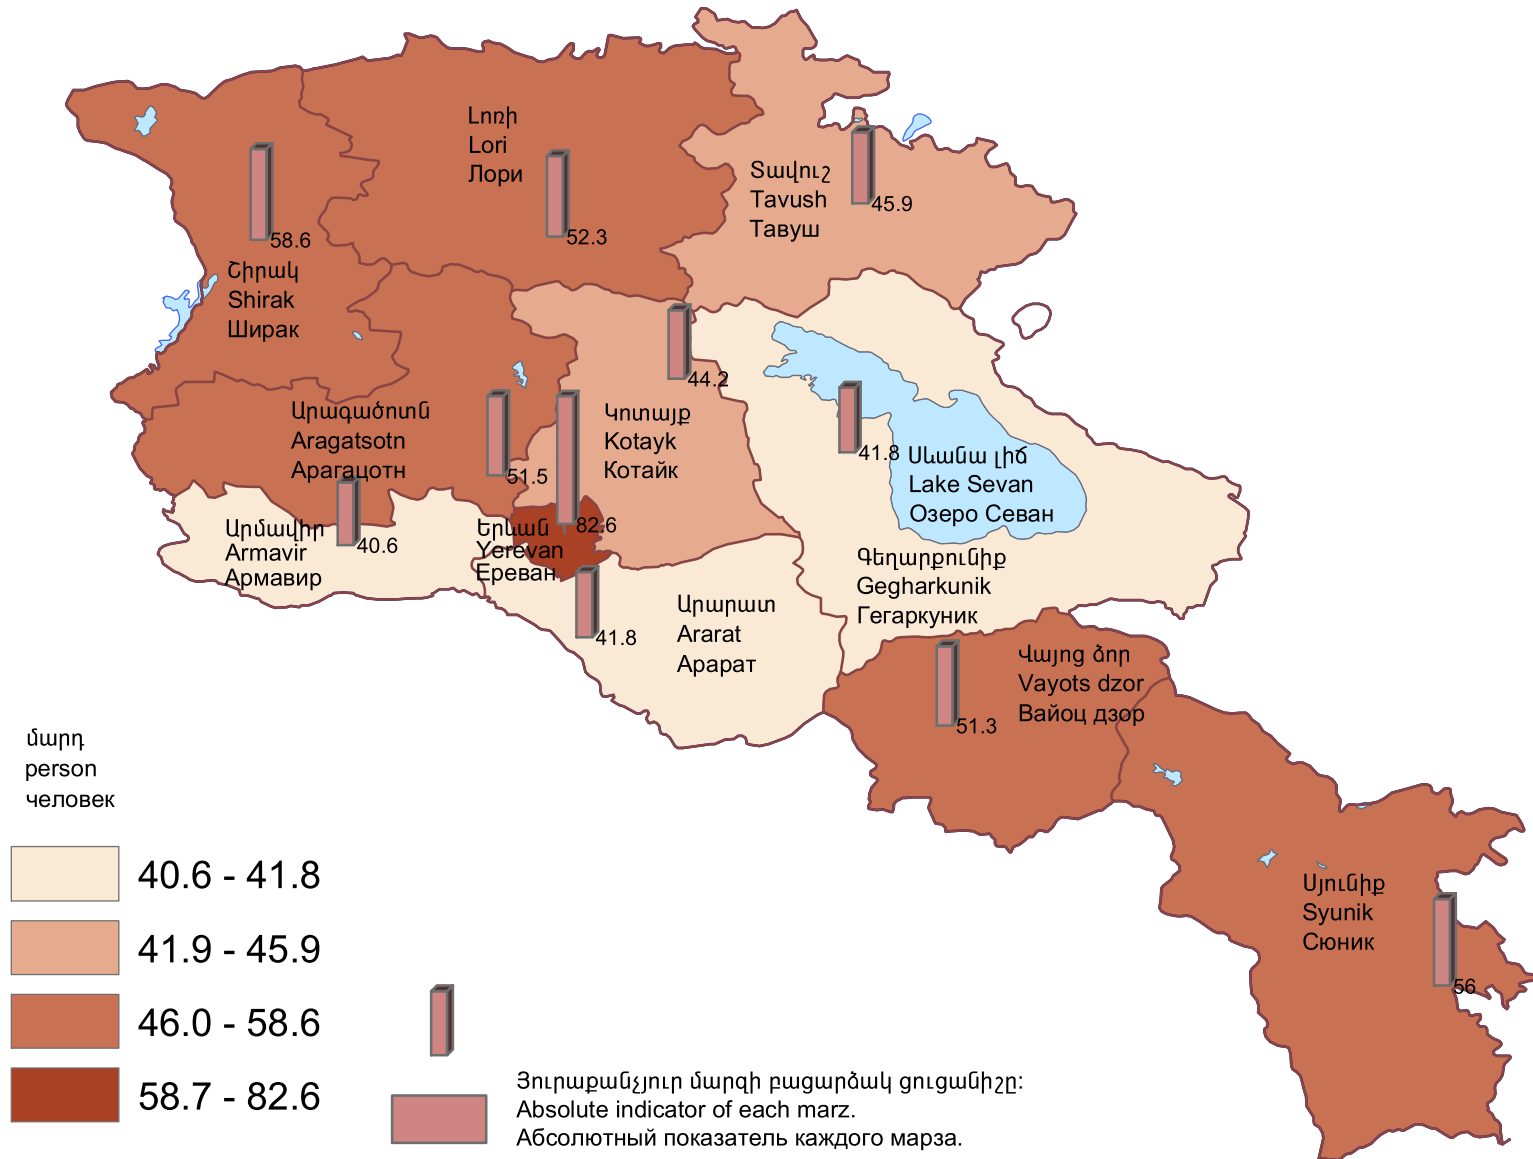 Լոռի
Lori
Лори
52.3
Տավուշ
Tavush
Тавуш
45.9
58.6
Շիրակ
Shirak
Ширак
44.2
Արագածոտն
Aragatsotn
Арагацотн
51.5
Կոտայք
Kotayk
Котайк
41.8
Սևանա լիճ
Lake Sevan
Озеро Севан
Արմավիր
Armavir
Армавир
40.6
Երևան
Yerevan
Ереван
82.6
41.8
Արարատ
Ararat
Арарат
Գեղարքունիք
Gegharkunik
Гегаркуник
Վայոց ձոր
Vayots dzor
Вайоц дзор
51.3
Սյունիք
Syunik
Сюник
56
մարդ
person
человек
40.6 - 41.8
41.9 - 45.9
46.0 - 58.6
58.7 - 82.6
Յուրաքանչյուր մարզի բացարձակ ցուցանիշը:
Absolute indicator of each marz.
Абсолютный показатель каждого марза.